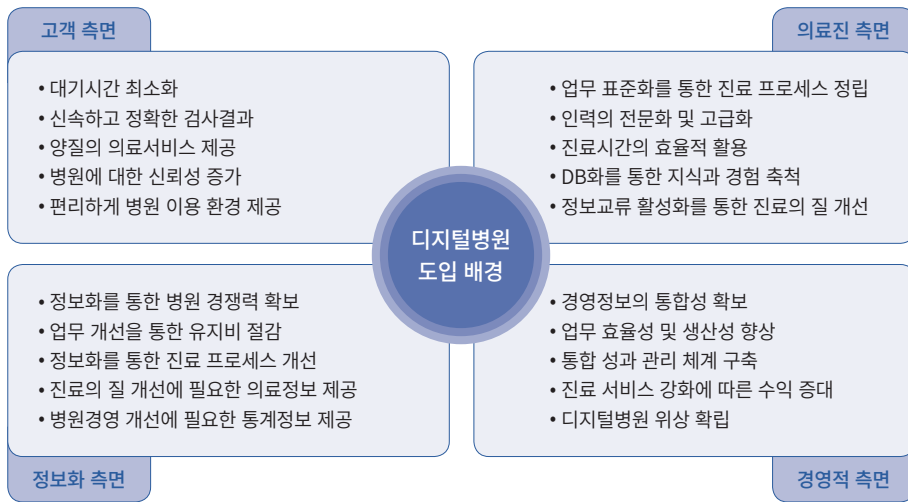 고객 측면
• 대기시간 최소화
• 신속하고 정확한 검사결과
• 양질의 의료서비스 제공
• 병원에 대한 신뢰성 증가
• 편리하게 병원 이용 환경 제공
의료진 측면
• 업무 표준화를 통한 진료 프로세스 정립
• 인력의 전문화 및 고급화
• 진료시간의 효율적 활용
• DB화를 통한 지식과 경험 축척
• 정보교류 활성화를 통한 진료의 질 개선
디지털병원
도입 배경
• 정보화를 통한 병원 경쟁력 확보
• 업무 개선을 통한 유지비 절감
• 정보화를 통한 진료 프로세스 개선
• 진료의 질 개선에 필요한 의료정보 제공
• 병원경영 개선에 필요한 통계정보 제공
정보화 측면
• 경영정보의 통합성 확보
• 업무 효율성 및 생산성 향상
• 통합 성과 관리 체계 구축
• 진료 서비스 강화에 따른 수익 증대
• 디지털병원 위상 확립
경영적 측면